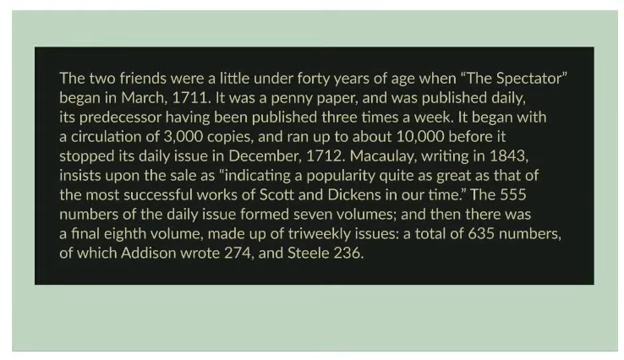 The two friends were a little under forty years of age when “The Spectator”
began in March, 1711. It was a penny paper, and was published daily,
its predecessor having been published three times a week. It began with
a circulation of 3,000 copies, and ran up to about 10,000 before it
stopped its daily issue in December, 1712. Macaulay, writing in 1843,
insists upon the sale as “indicating a popularity quite as great as that of
the most successful works of Scott and Dickens in our time.” The 555
numbers of the daily issue formed seven volumes; and then there was
a final eighth volume, made up of triweekly issues: a total of 635 numbers,
of which Addison wrote 274, and Steele 236.